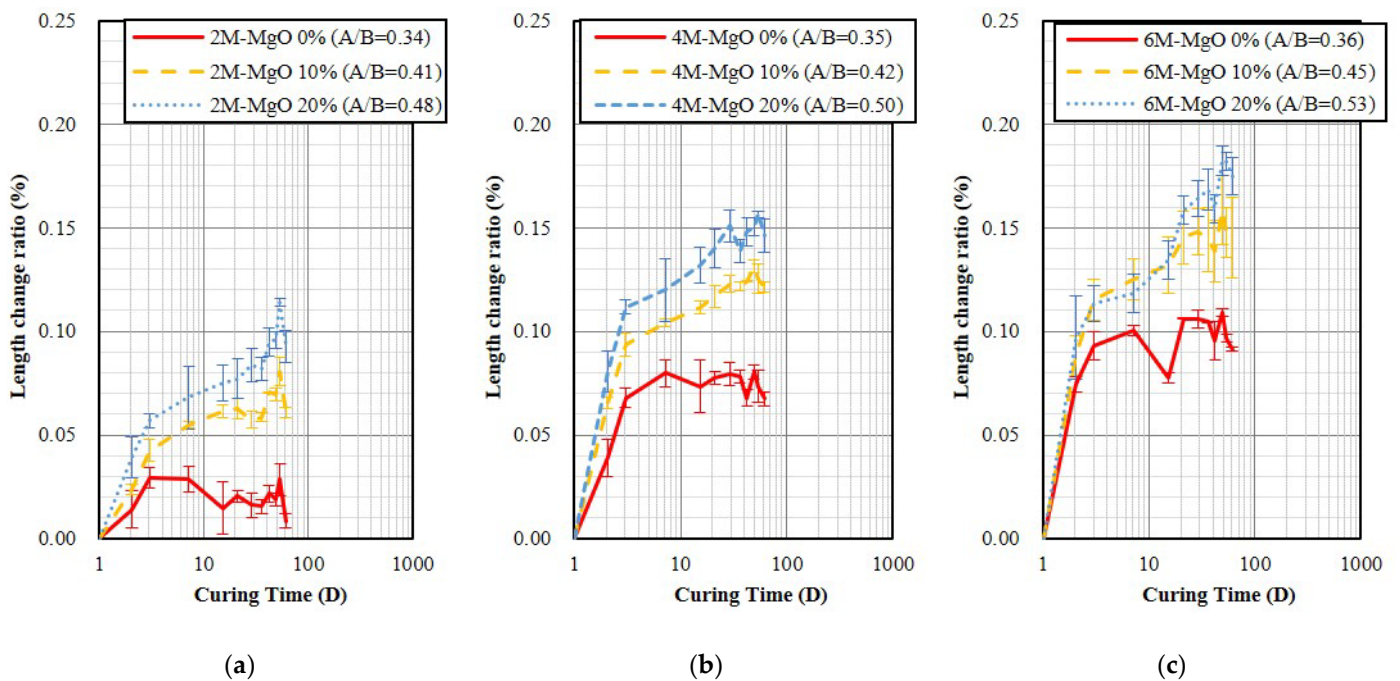 0.25
0.20
0.15
0.10
0.05
0.00
Length change ratio (%)
2M-MgO 0% (A/B=0.34)
2M-MgO 10% (A/B=0.41)
2M-MgO 20% (A/B=0.48)
1 10 100 1000
Curing Time (D)
(a)
0.25
0.20
0.15
0.10
0.05
0.00
Length change ratio (%)
4M-MgO 0% (A/B=0.35)
4M-MgO 10% (A/B=0.42)
4M-MgO 20% (A/B=0.50)
1 10 100 1000
Curing Time (D)
(b)
0.25
0.20
0.15
0.10
0.05
0.00
Length change ratio (%)
6M-MgO 0% (A/B=0.36)
6M-MgO 10% (A/B=0.45)
6M-MgO 20% (A/B=0.53)
1 10 100 1000
Curing Time (D)
(c)